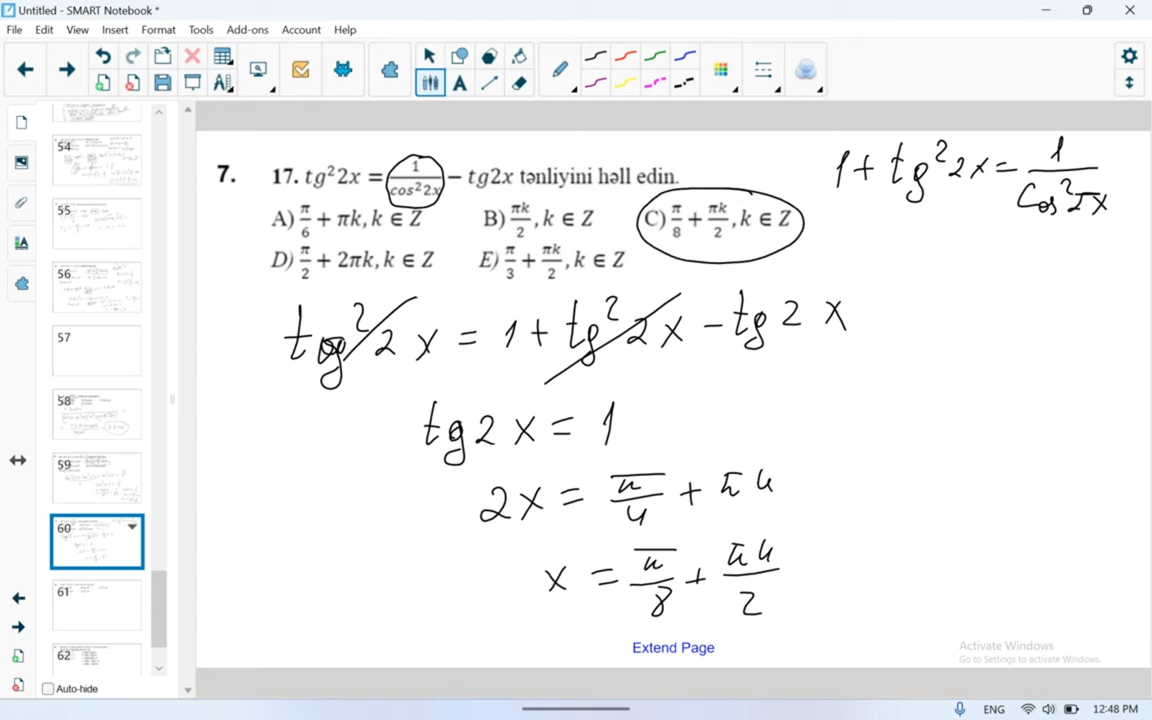 Untitled - SMART Notebook *
File Edit View Insert Format Tools Add-ons Account Help
54
55
56
57
58
59
60
61
62
Auto-hide
7. 17. tg²2x = 1/cos²2x − tg2x tənliyini həll edin.
A) π/6 + πk, k ∈ Z B) πk/2, k ∈ Z C) π/8 + πk/2, k ∈ Z
D) π/2 + 2πk, k ∈ Z E) π/3 + πk/2, k ∈ Z
1 + tg²2x = 1/Cos²2x
tg²2x = 1 + tg²2x − tg2x
tg2x = 1
2x = π/4 + πk
x = π/8 + πk/2
Extend Page
Activate Windows
Go to Settings to activate Windows.
ENG 12:48 PM